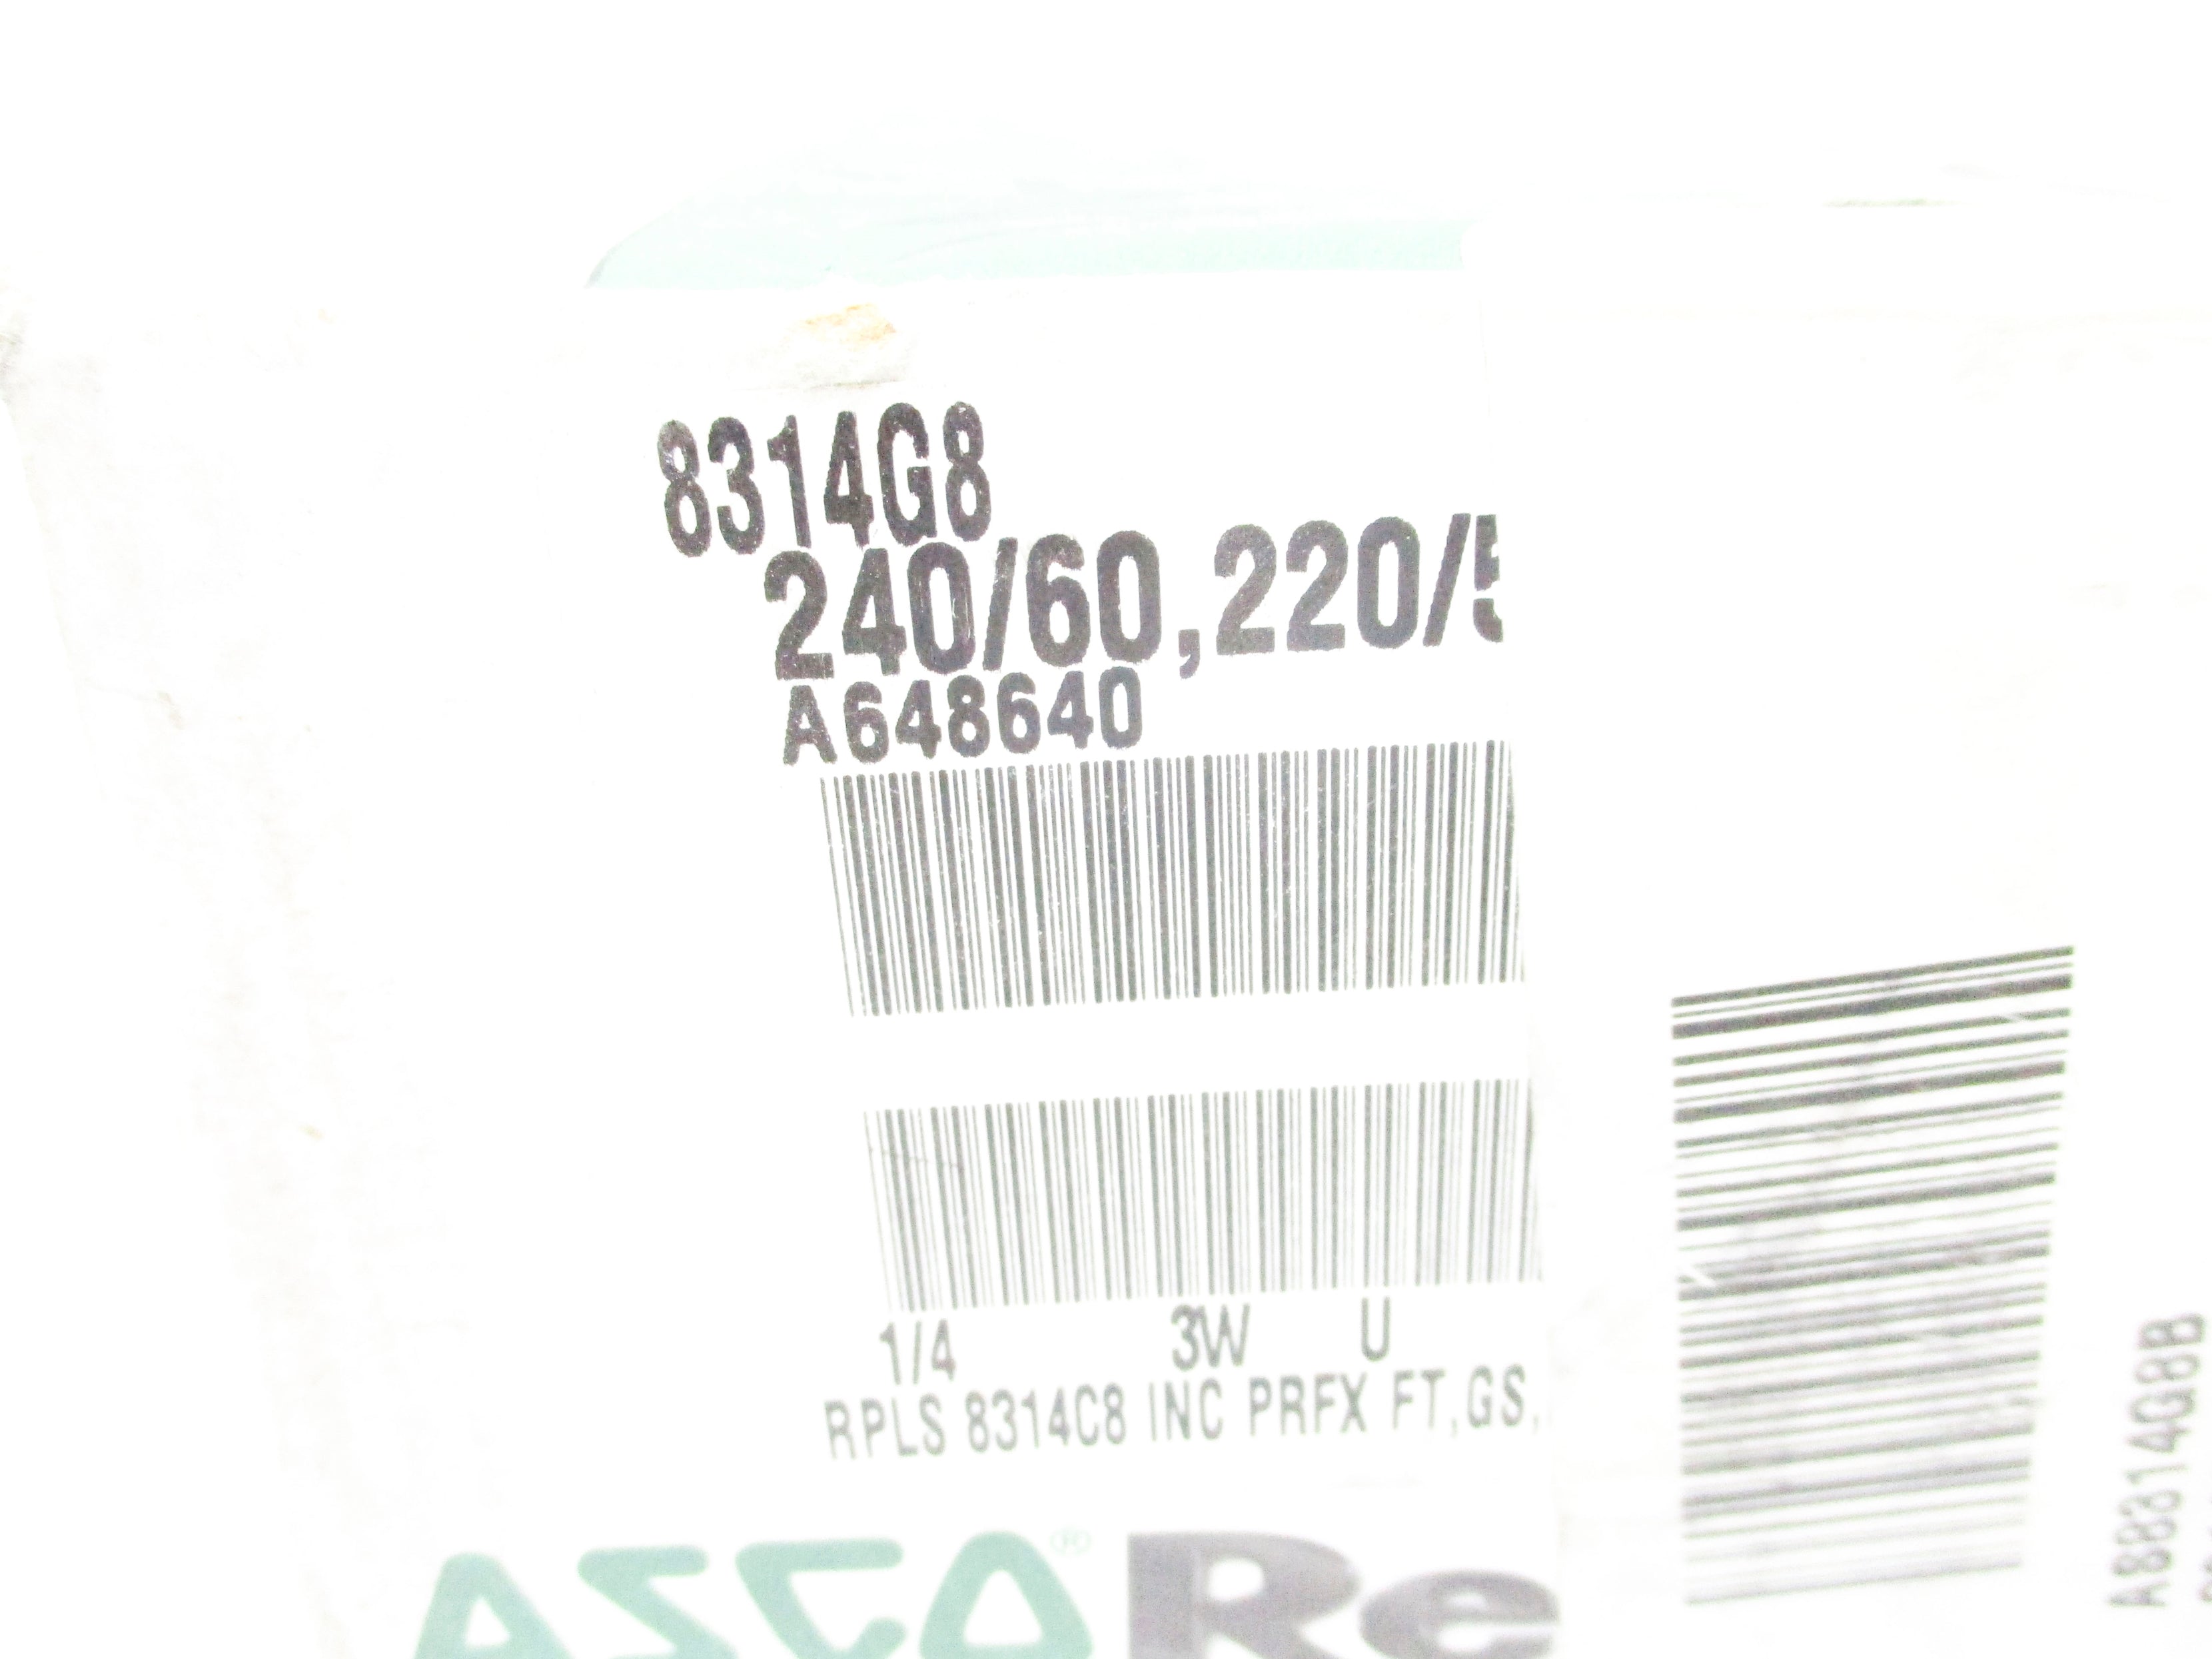 8314G8
240/60,220/5
A648640
1/4 3W U
RPLS 8314C8 INC PRFX FT,GS,
ASCO® Re
A88314G8B